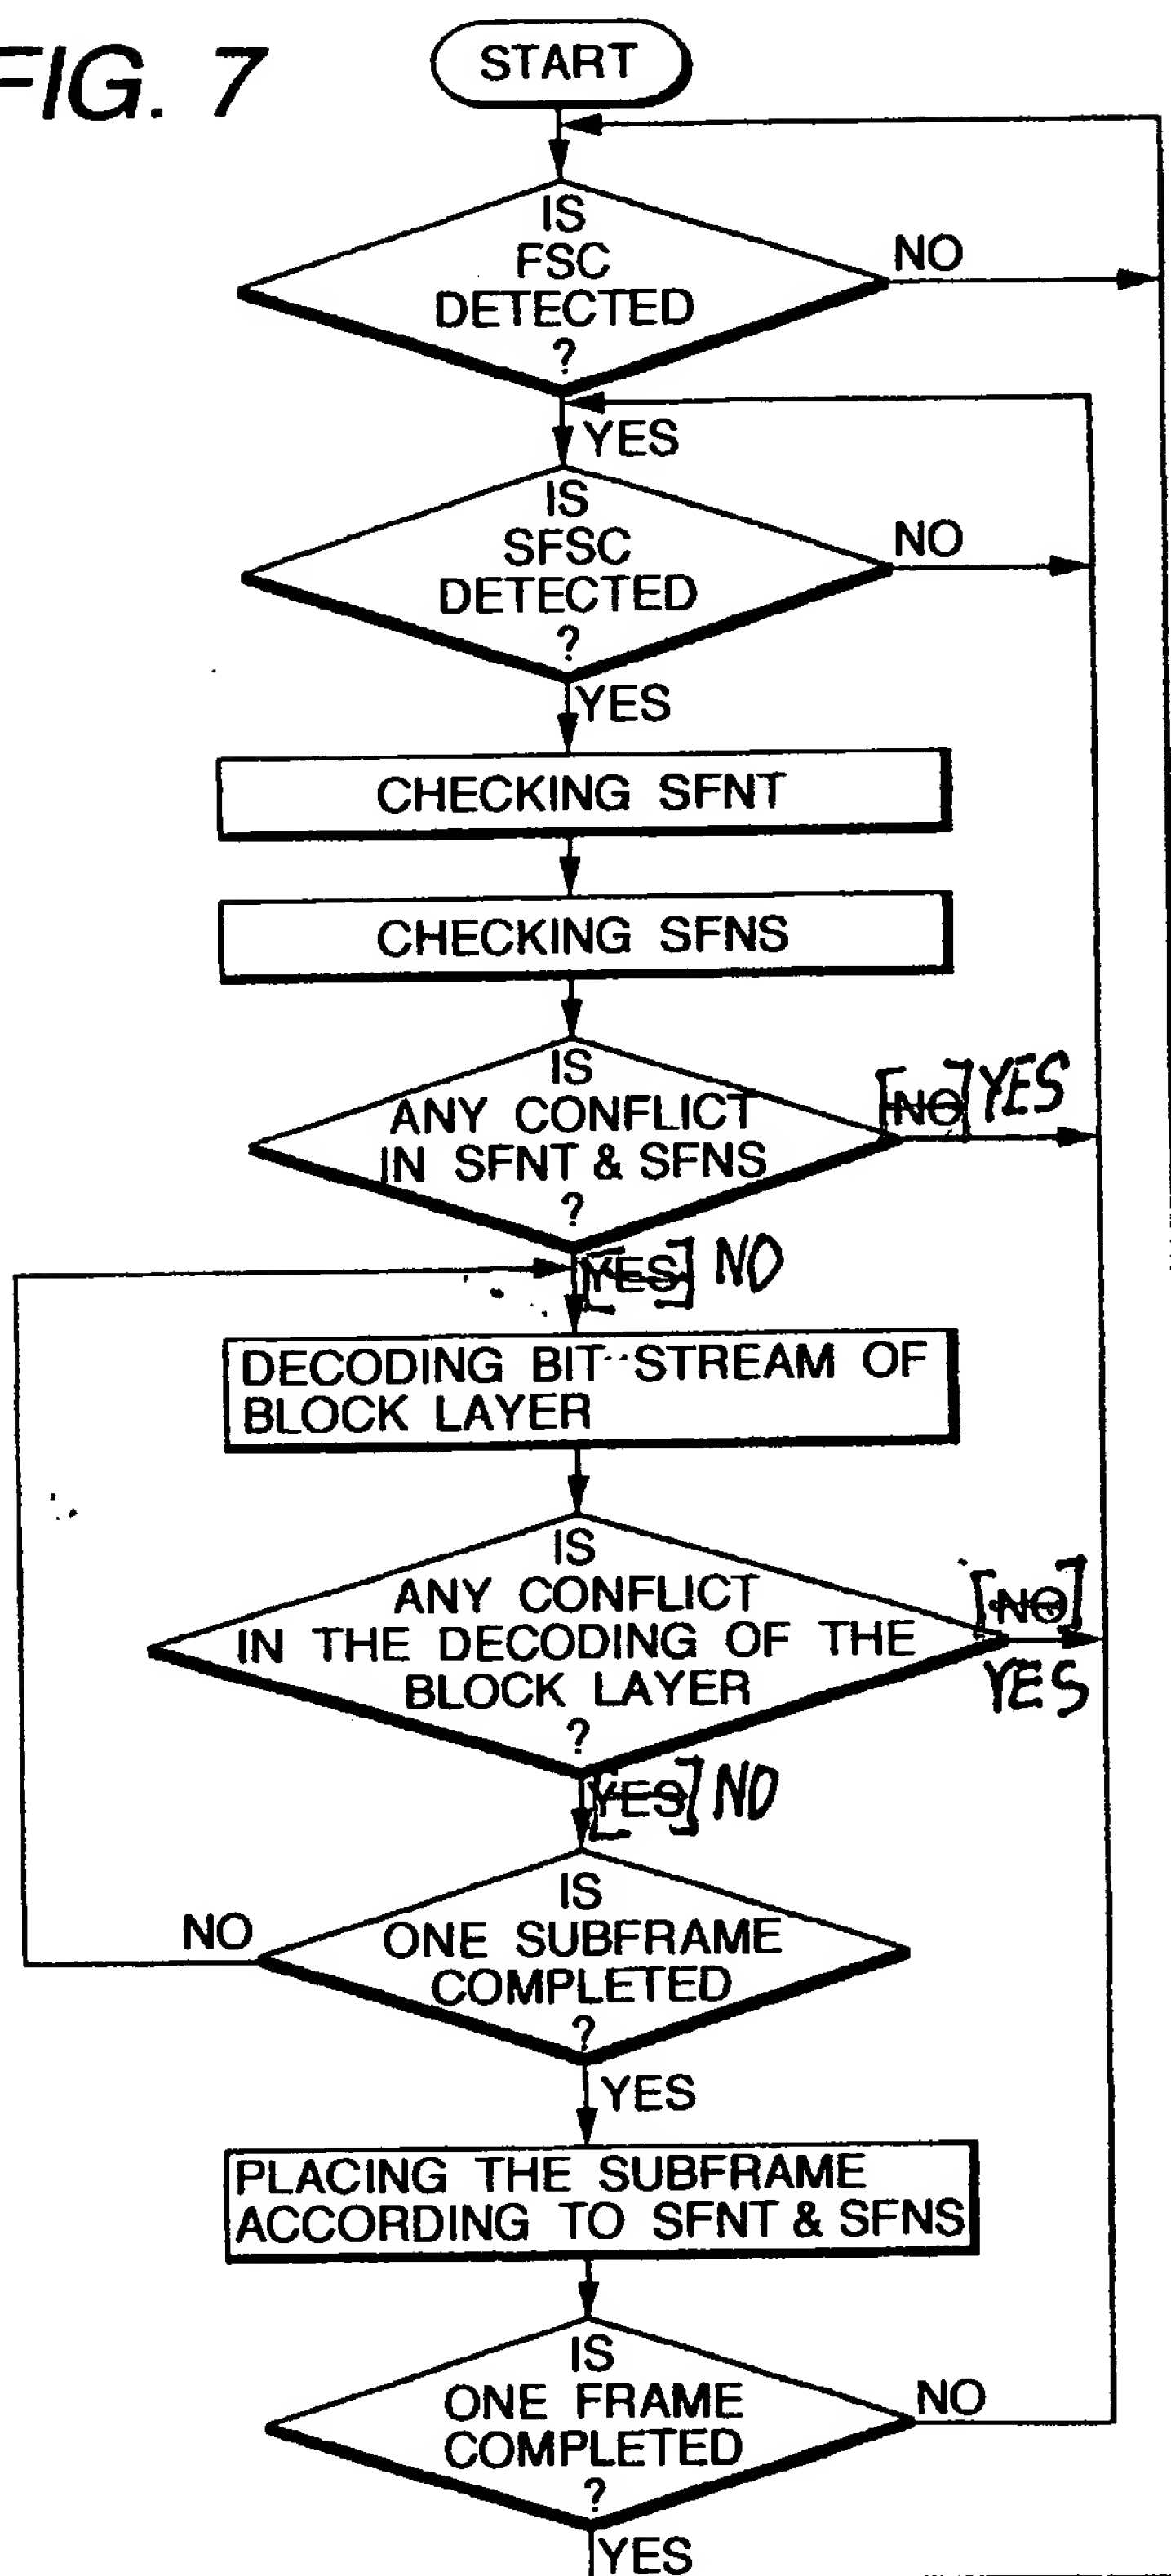 FIG. 7
START
IS
FSC
DETECTED
?
NO
YES
IS
SFSC
DETECTED
?
NO
YES
CHECKING SFNT
CHECKING SFNS
IS
ANY CONFLICT
IN SFNT & SFNS
?
[NO] YES
[YES] NO
DECODING BIT-STREAM OF
BLOCK LAYER
IS
ANY CONFLICT
IN THE DECODING OF THE
BLOCK LAYER
?
[NO]
YES
[YES] NO
IS
ONE SUBFRAME
COMPLETED
?
NO
YES
PLACING THE SUBFRAME
ACCORDING TO SFNT & SFNS
IS
ONE FRAME
COMPLETED
?
NO
YES